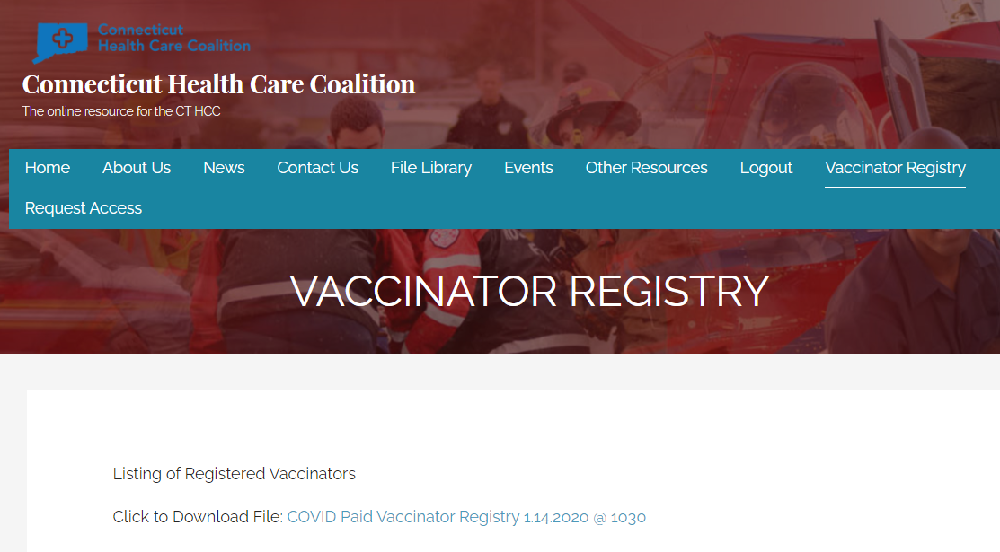 Connecticut
Health Care Coalition
Connecticut Health Care Coalition
The online resource for the CT HCC
Home About Us News Contact Us File Library Events Other Resources Logout Vaccinator Registry
Request Access
VACCINATOR REGISTRY
Listing of Registered Vaccinators
Click to Download File: COVID Paid Vaccinator Registry 1.14.2020 @ 1030